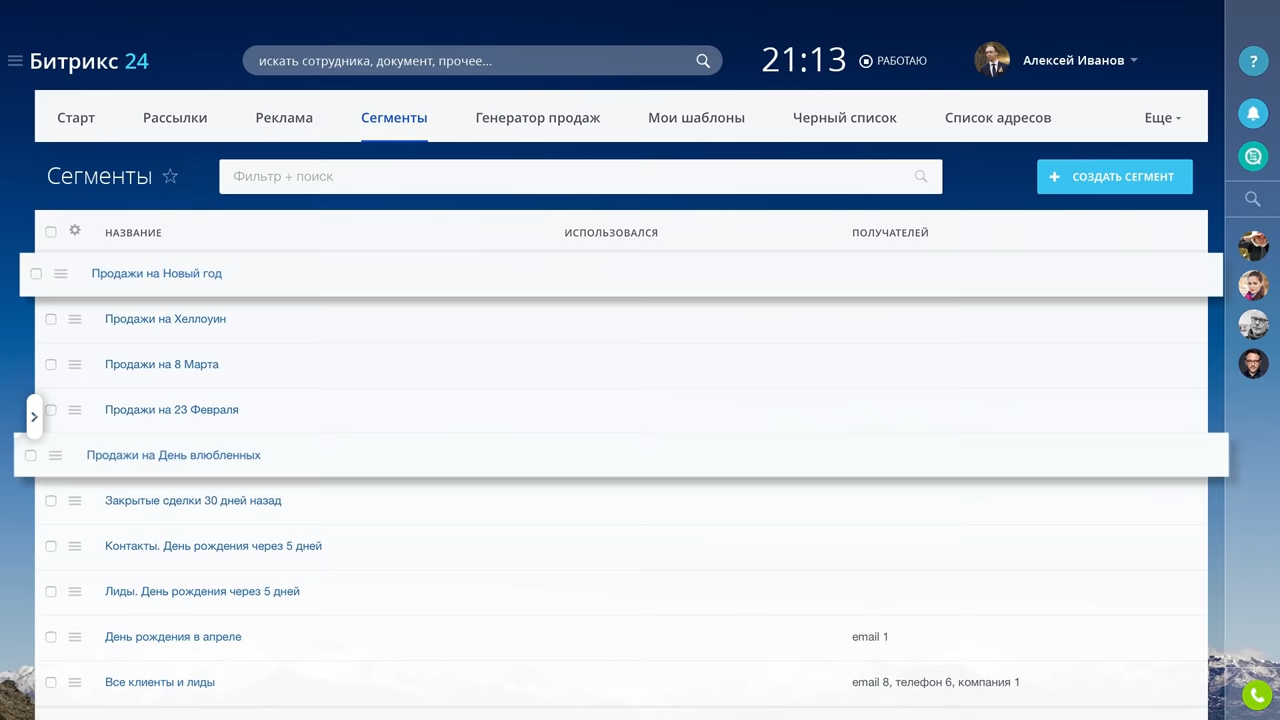 Битрикс 24
искать сотрудника, документ, прочее...
21:13
РАБОТАЮ
Алексей Иванов
?
Старт Рассылки Реклама Сегменты Генератор продаж Мои шаблоны Черный список Список адресов Еще
Сегменты
Фильтр + поиск
+ СОЗДАТЬ СЕГМЕНТ
НАЗВАНИЕ ИСПОЛЬЗОВАЛСЯ ПОЛУЧАТЕЛЕЙ
Продажи на Новый год
Продажи на Хеллоуин
Продажи на 8 Марта
Продажи на 23 Февраля
Продажи на День влюбленных
Закрытые сделки 30 дней назад
Контакты. День рождения через 5 дней
Лиды. День рождения через 5 дней
День рождения в апреле email 1
Все клиенты и лиды email 8, телефон 6, компания 1